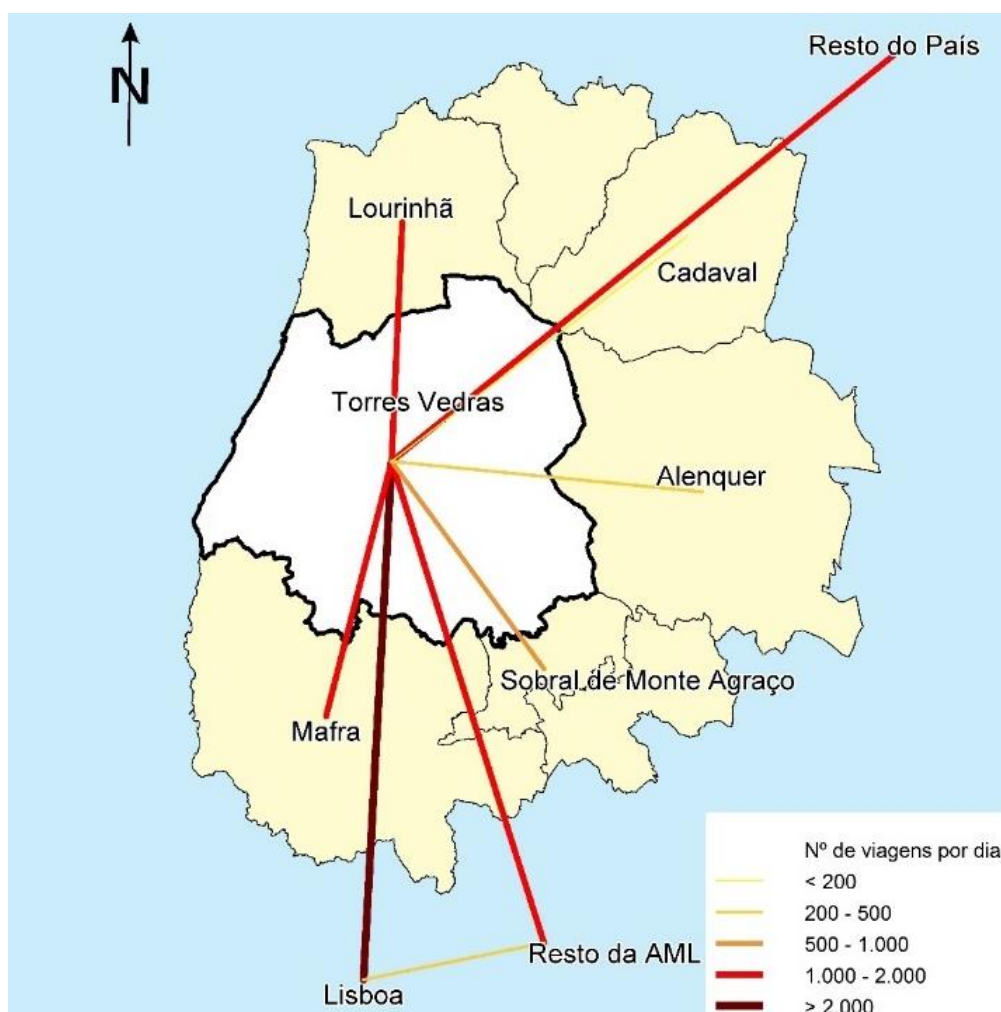 Resto do País
N
Lourinhã
Cadaval
Torres Vedras
Alenquer
Sobral de Monte Agraço
Mafra
Resto da AML
Lisboa
Nº de viagens por dia
< 200
200 - 500
500 - 1.000
1.000 - 2.000
> 2.000